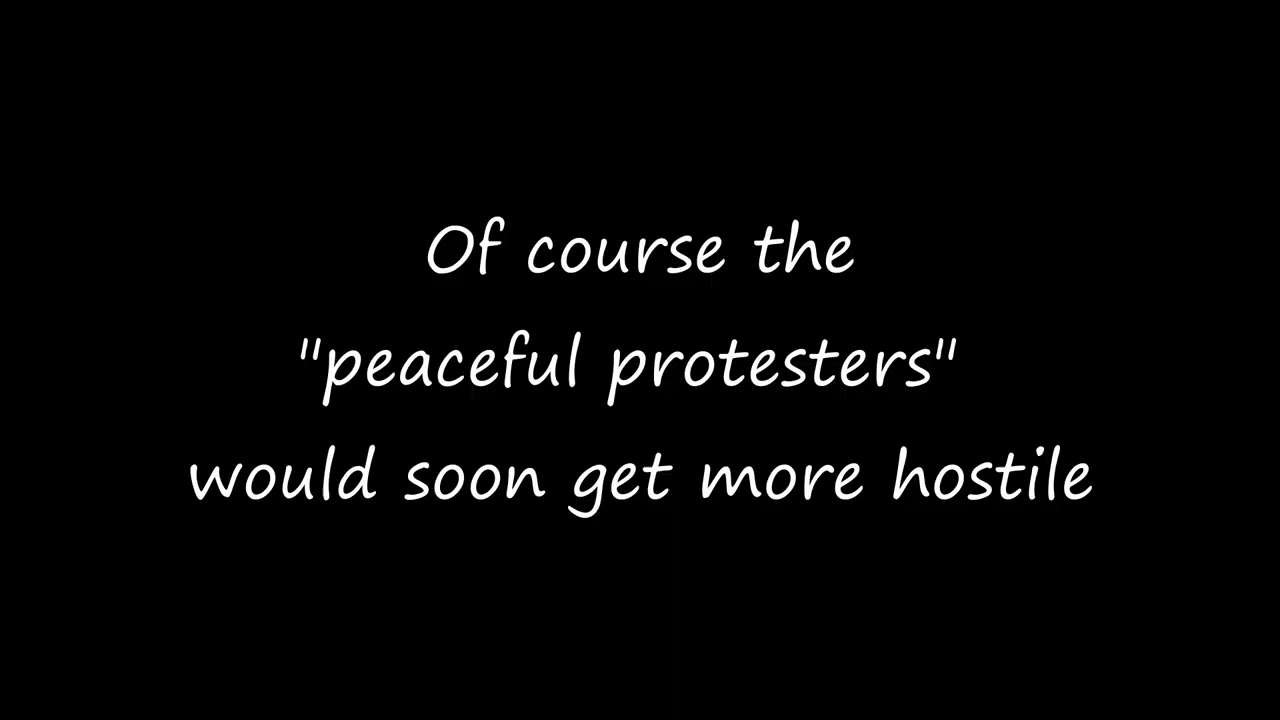 Of course the
"peaceful protesters"
would soon get more hostile